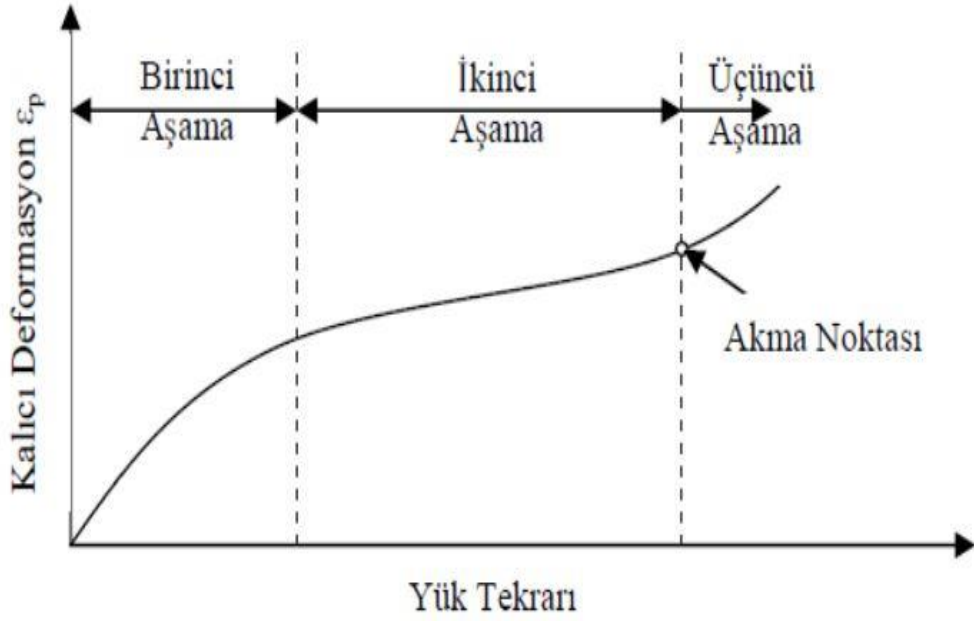 Birinci
Aşama
İkinci
Aşama
Üçüncü
Aşama
Kalıcı Deformasyon εp
Akma Noktası
Yük Tekrarı